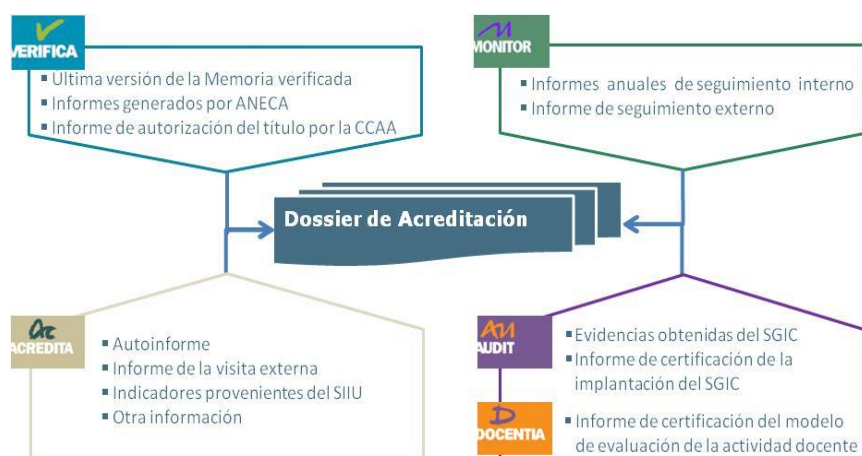 VERIFICA
▪ Última versión de la Memoria verificada
▪ Informes generados por ANECA
▪ Informe de autorización del título por la CCAA
MONITOR
▪ Informes anuales de seguimiento interno
▪ Informe de seguimiento externo
Dossier de Acreditación
ACREDITA
▪ Autoinforme
▪ Informe de la visita externa
▪ Indicadores provenientes del SIIU
▪ Otra información
AUDIT
▪ Evidencias obtenidas del SGIC
▪ Informe de certificación de la
implantación del SGIC
D
DOCENTIA
▪ Informe de certificación del modelo
de evaluación de la actividad docente